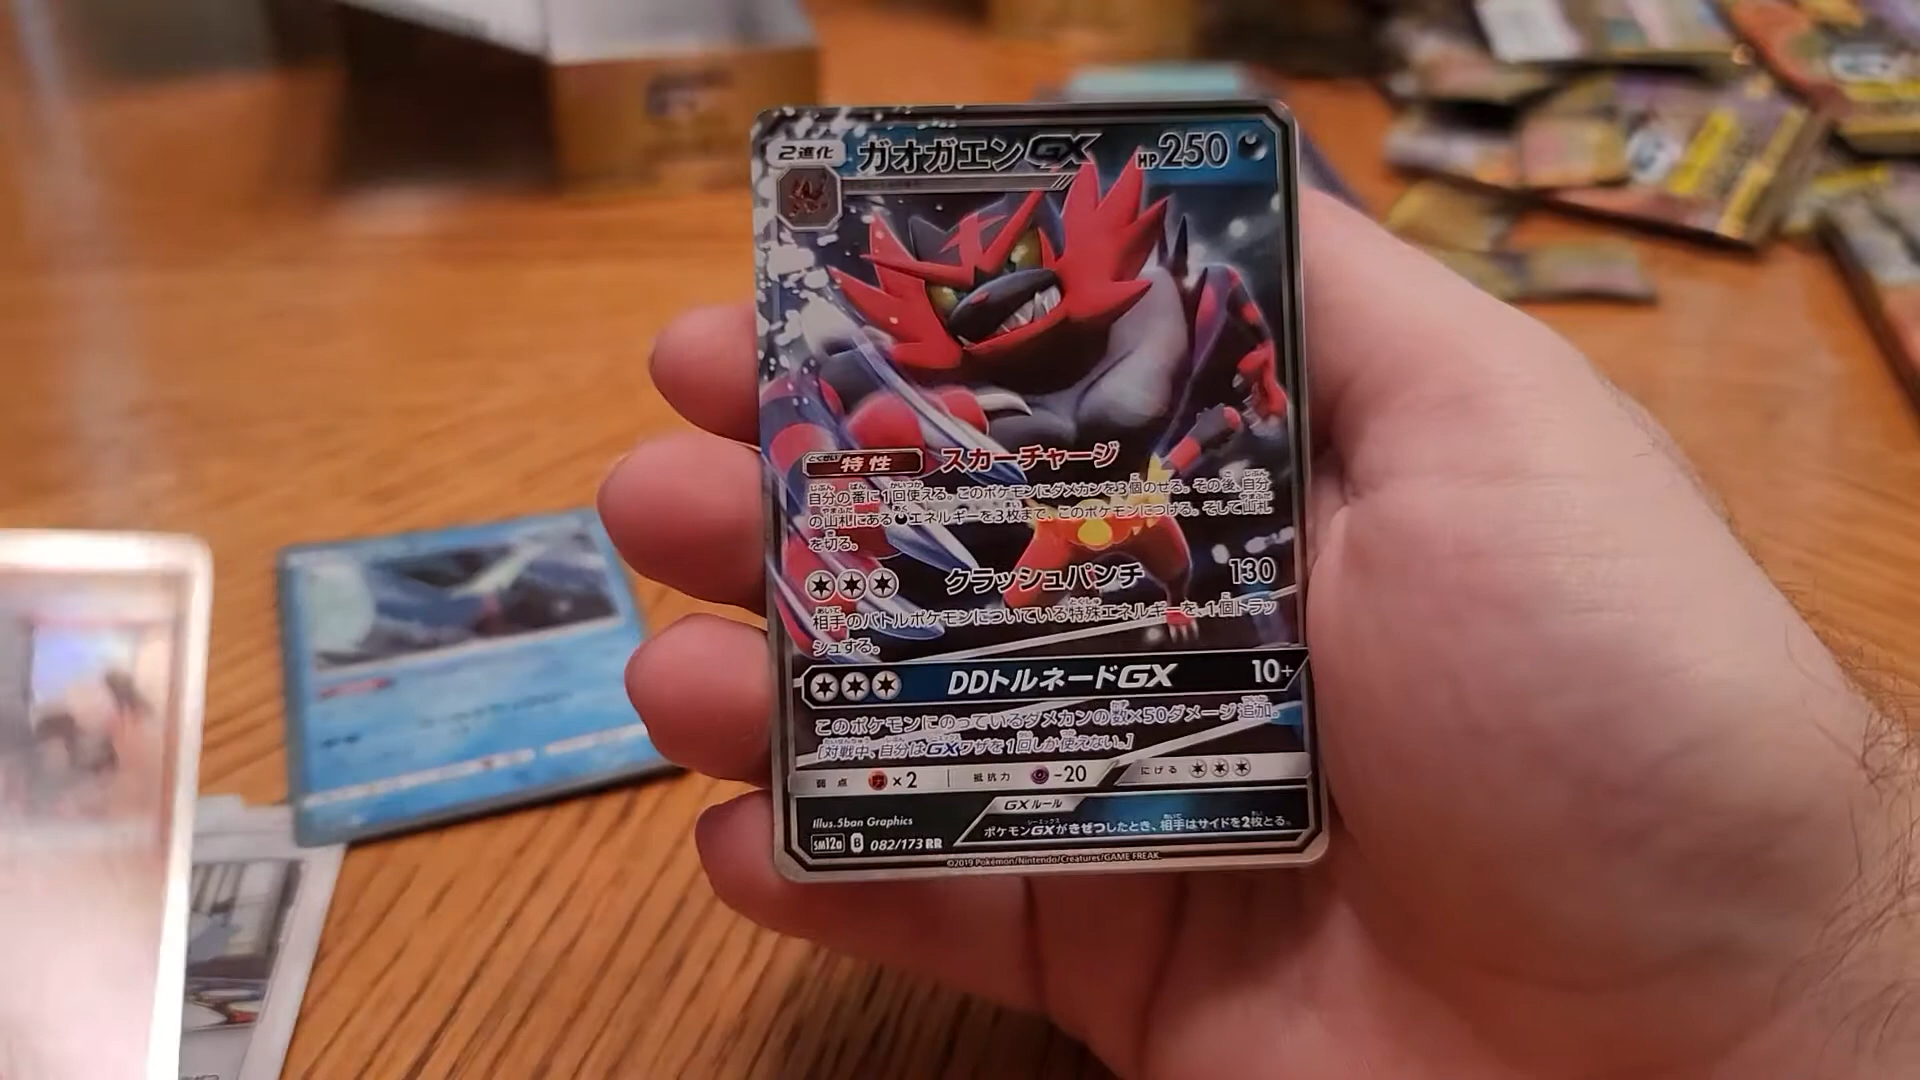 2進化 ガオガエンGX HP250
とくせい
特性 スカーチャージ
自分の番に1回使える。このポケモンにダメカンを3個のせる。その後、自分
の山札にあるエネルギーを3枚まで、このポケモンにつける。そして山札
を切る。
クラッシュパンチ 130
相手のバトルポケモンについている特殊エネルギーを、1個トラッ
シュする。
DDトルネードGX 10+
このポケモンにのっているダメカンの数×50ダメージ追加。
[対戦中、自分はGXワザを1回しか使えない。]
弱点 ×2 抵抗力 -20 にげる
GXルール
ポケモンGXがきぜつしたとき、相手はサイドを2枚とる。
Illus.5ban Graphics
sm12a B 082/173 RR
©2019 Pokémon/Nintendo/Creatures/GAME FREAK.